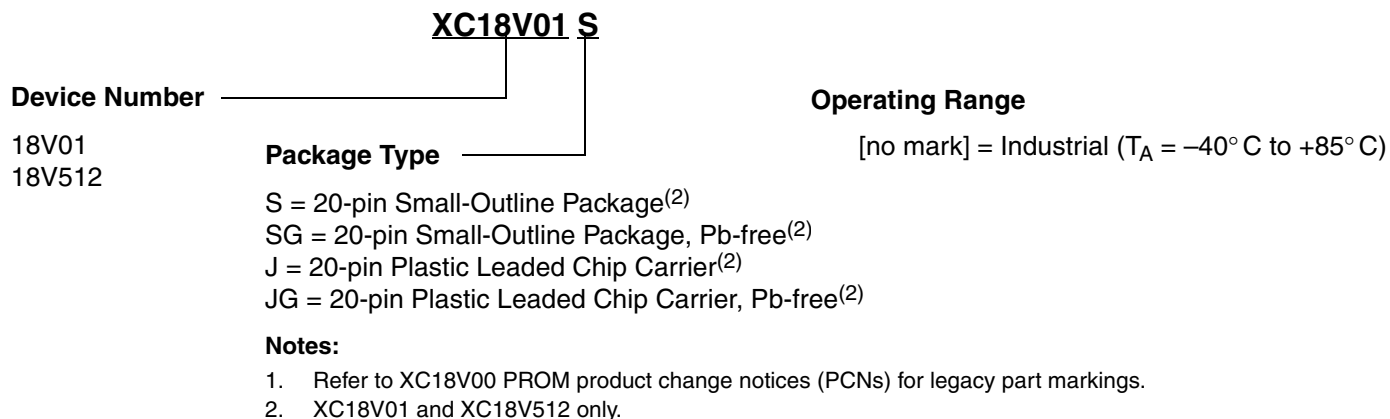 XC18V01 S
Device Number
18V01
18V512
Package Type
S = 20-pin Small-Outline Package(2)
SG = 20-pin Small-Outline Package, Pb-free(2)
J = 20-pin Plastic Leaded Chip Carrier(2)
JG = 20-pin Plastic Leaded Chip Carrier, Pb-free(2)
Operating Range
[no mark] = Industrial (TA = –40° C to +85° C)
Notes:
1. Refer to XC18V00 PROM product change notices (PCNs) for legacy part markings.
2. XC18V01 and XC18V512 only.